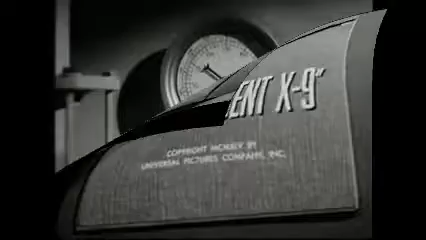 ENT X-9"
COPYRIGHT MCMXLV BY
UNIVERSAL PICTURES COMPANY, INC.